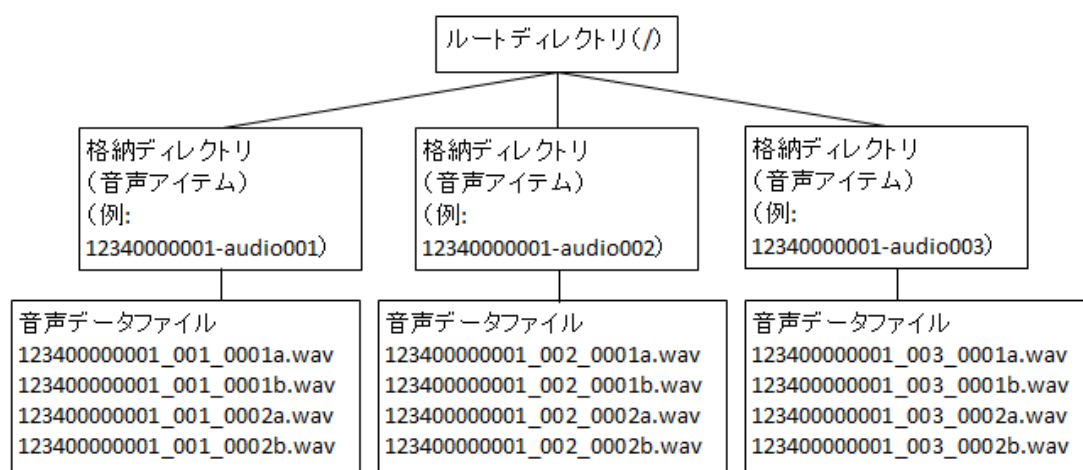 ルートディレクトリ(/)
格納ディレクトリ
(音声アイテム)
(例:
12340000001-audio001)
格納ディレクトリ
(音声アイテム)
(例:
12340000001-audio002)
格納ディレクトリ
(音声アイテム)
(例:
12340000001-audio003)
音声データファイル
123400000001_001_0001a.wav
123400000001_001_0001b.wav
123400000001_001_0002a.wav
123400000001_001_0002b.wav
音声データファイル
123400000001_002_0001a.wav
123400000001_002_0001b.wav
123400000001_002_0002a.wav
123400000001_002_0002b.wav
音声データファイル
123400000001_003_0001a.wav
123400000001_003_0001b.wav
123400000001_003_0002a.wav
123400000001_003_0002b.wav